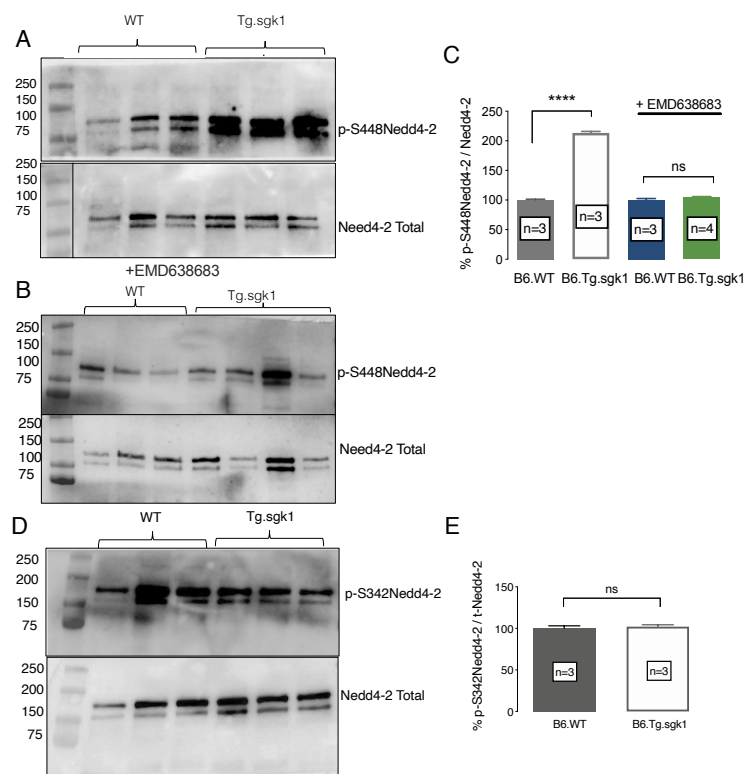 A
WT
Tg.sgk1
250
150
100
75
p-S448Nedd4-2
250
150
100
75
Need4-2 Total
+EMD638683
B
WT
Tg.sgk1
250
150
100
75
p-S448Nedd4-2
250
150
100
75
Need4-2 Total
C
+ EMD638683
****
ns
% p-S448Nedd4-2 / Nedd4-2
250
200
150
100
50
0
n=3
n=3
n=3
n=4
B6.WT B6.Tg.sgk1 B6.WT B6.Tg.sgk1
D
WT
Tg.sgk1
250
200
150
75
p-S342Nedd4-2
250
200
150
75
Nedd4-2 Total
E
ns
% p-S342Nedd4-2 / t-Nedd4-2
150
100
50
0
n=3
n=3
B6.WT
B6.Tg.sgk1